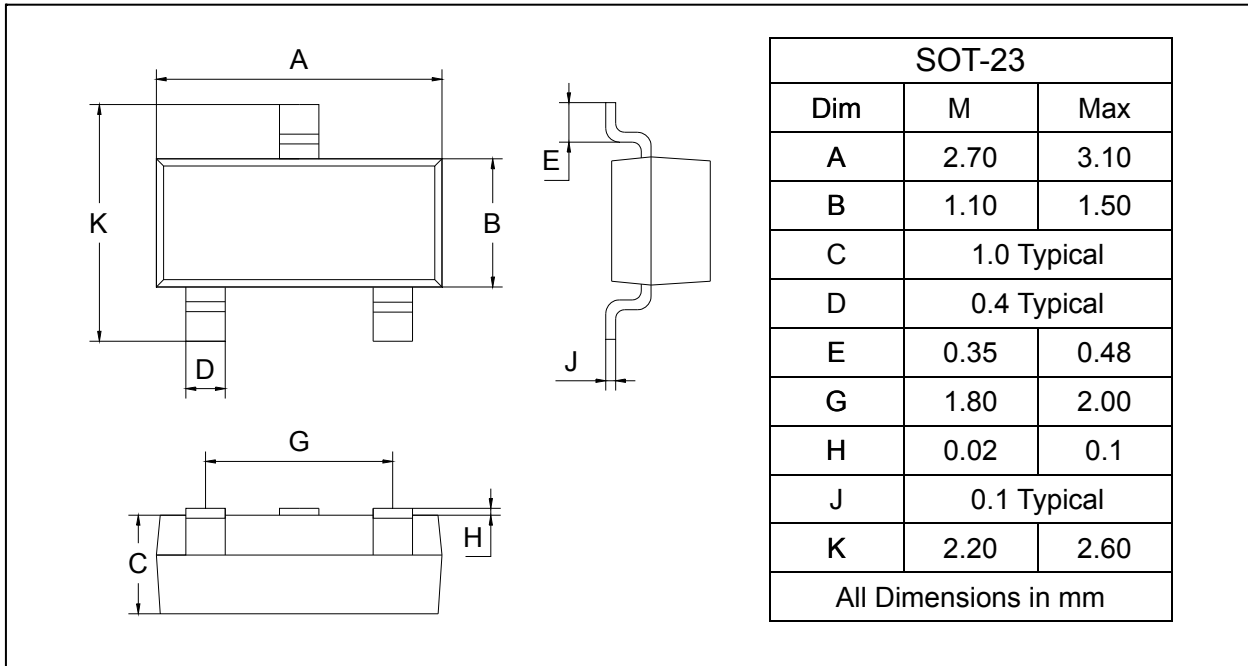 A
K
B
D
E
J
G
C
H
SOT-23
Dim M Max
A 2.70 3.10
B 1.10 1.50
C 1.0 Typical
D 0.4 Typical
E 0.35 0.48
G 1.80 2.00
H 0.02 0.1
J 0.1 Typical
K 2.20 2.60
All Dimensions in mm